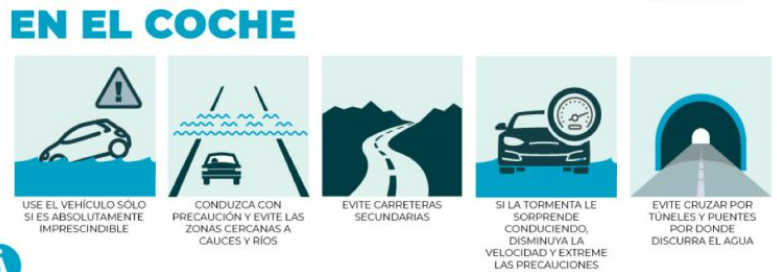 EN EL COCHE
USE EL VEHÍCULO SÓLO
SI ES ABSOLUTAMENTE
IMPRESCINDIBLE
CONDUZCA CON
PRECAUCIÓN Y EVITE LAS
ZONAS CERCANAS A
CAUCES Y RÍOS
EVITE CARRETERAS
SECUNDARIAS
SI LA TORMENTA LE
SORPRENDE
CONDUCIENDO,
DISMINUYA LA
VELOCIDAD Y EXTREME
LAS PRECAUCIONES
EVITE CRUZAR POR
TÚNELES Y PUENTES
POR DONDE
DISCURRA EL AGUA